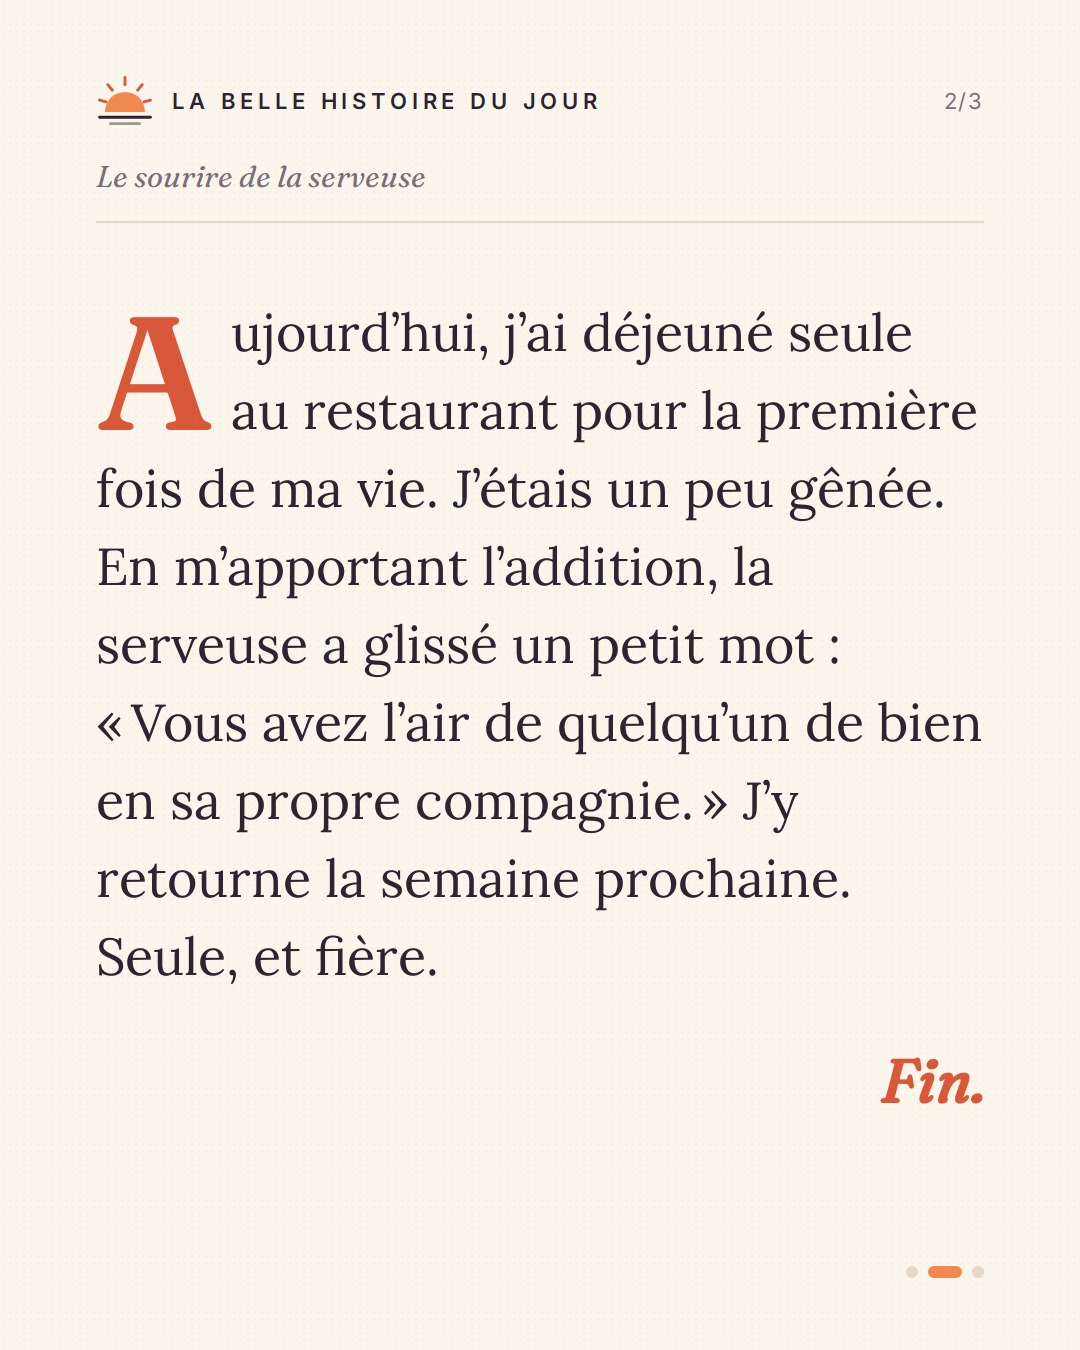 LA BELLE HISTOIRE DU JOUR
2/3
Le sourire de la serveuse
Aujourd’hui, j’ai déjeuné seule
au restaurant pour la première
fois de ma vie. J’étais un peu gênée.
En m’apportant l’addition, la
serveuse a glissé un petit mot :
« Vous avez l’air de quelqu’un de bien
en sa propre compagnie. » J’y
retourne la semaine prochaine.
Seule, et fière.
Fin.